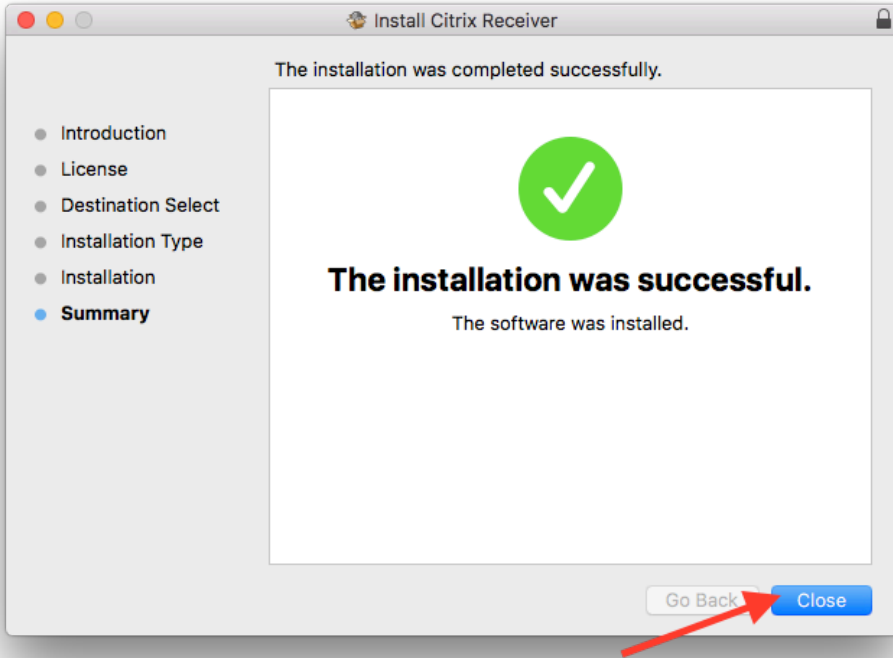 Install Citrix Receiver
The installation was completed successfully.
Introduction
License
Destination Select
Installation Type
Installation
Summary
The installation was successful.
The software was installed.
Go Back
Close